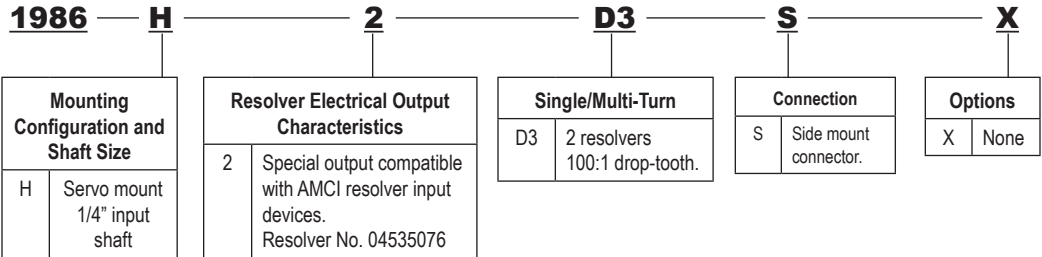 1986 H 2 D3 S X
Mounting
Configuration and
Shaft Size
H Servo mount
1/4” input
shaft
Resolver Electrical Output
Characteristics
2 Special output compatible
with AMCI resolver input
devices.
Resolver No. 04535076
Single/Multi-Turn
D3 2 resolvers
100:1 drop-tooth.
Connection
S Side mount
connector.
Options
X None